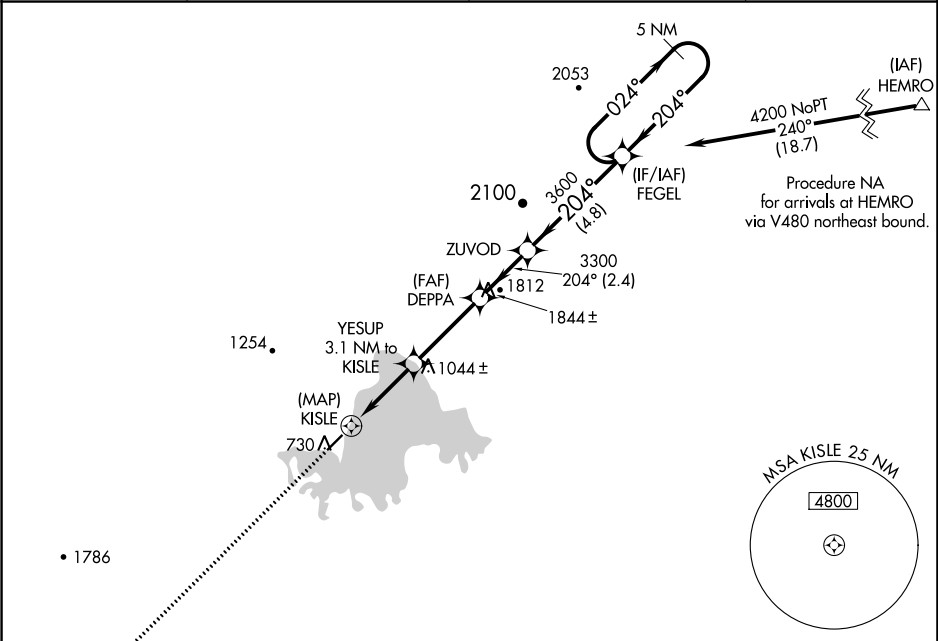 5 NM
2053
024°
204°
(IAF)
HEMRO
4200 NoPT
240°
(18.7)
(IF/IAF)
FEGEL
Procedure NA
for arrivals at HEMRO
via V480 northeast bound.
2100
3600
204°
(4.8)
ZUVOD
3300
204° (2.4)
(FAF)
DEPPA
1812
1844±
YESUP
3.1 NM to
KISLE
1254
1044±
(MAP)
KISLE
730
MSA KISLE 25 NM
4800
1786